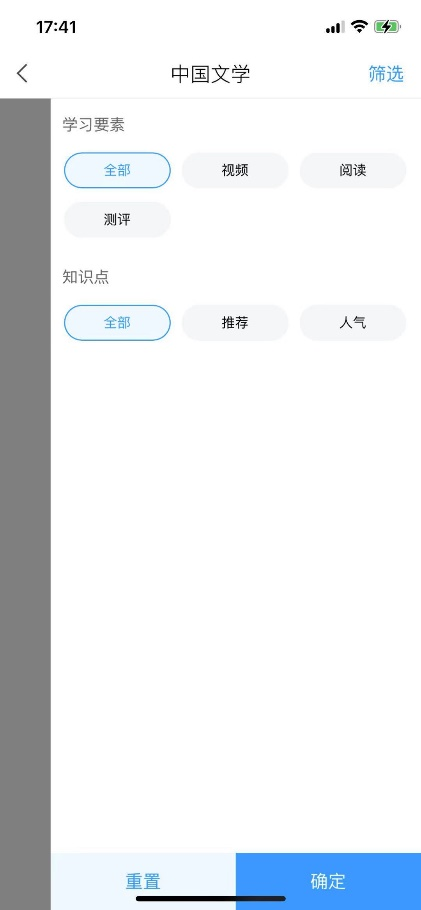 17:41
中国文学
筛选
学习要素
全部 视频 阅读
测评
知识点
全部 推荐 人气
重置 确定